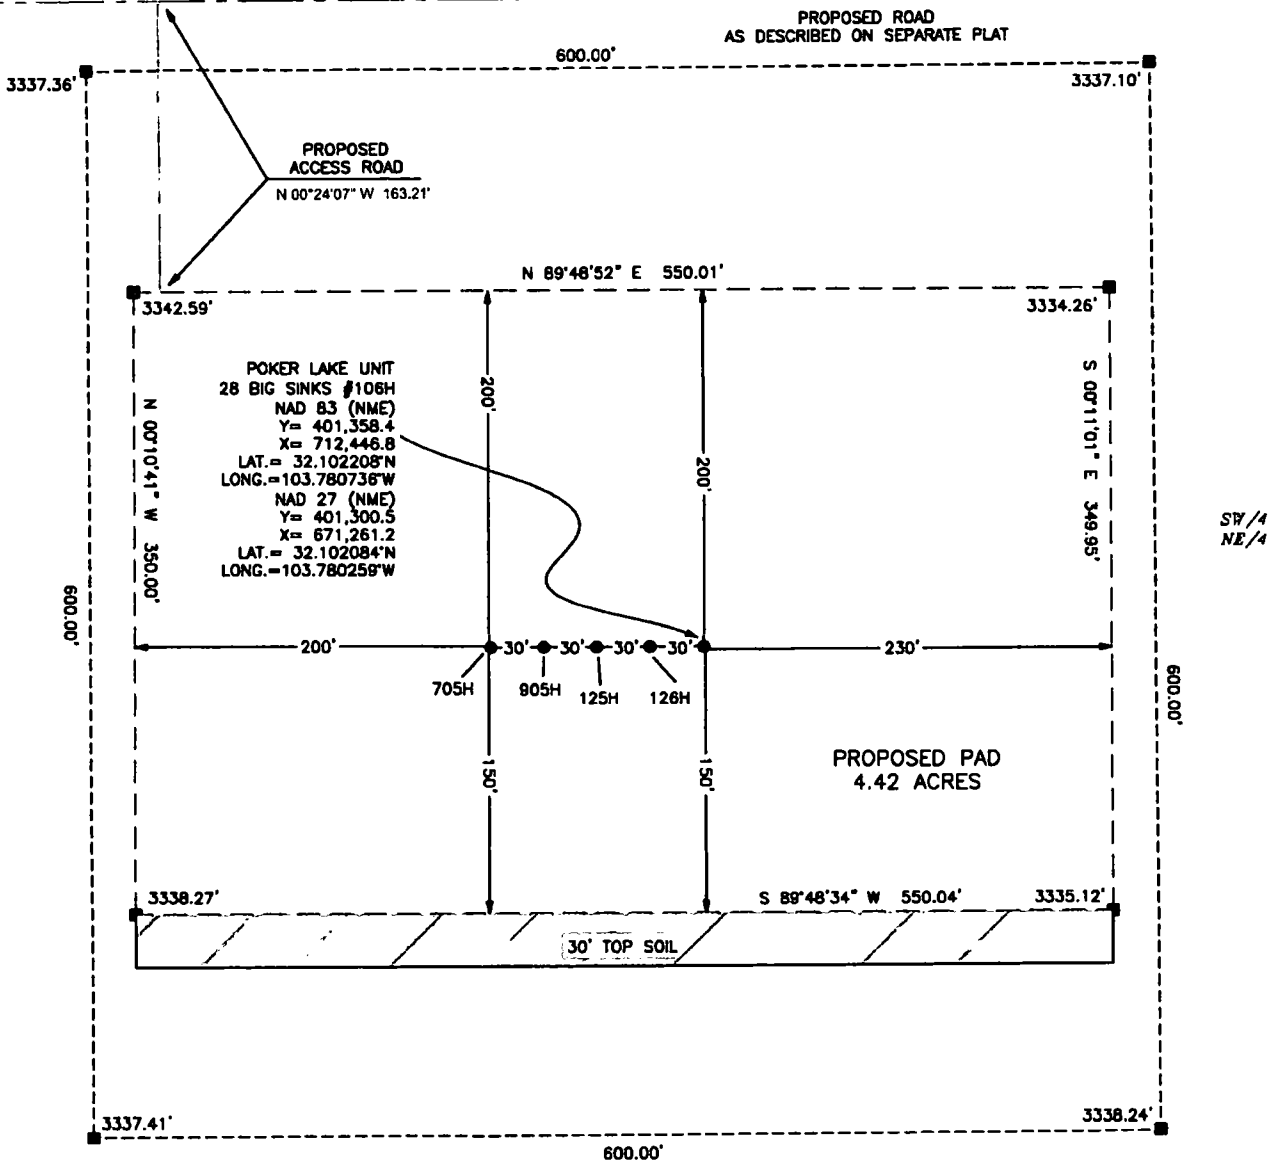 PROPOSED ROAD
AS DESCRIBED ON SEPARATE PLAT
600.00'
3337.36'
3337.10'
PROPOSED
ACCESS ROAD
N 00°24'07" W 163.21'
N 89°48'52" E 550.01'
3342.59'
3334.26'
POKER LAKE UNIT
28 BIG SINKS #106H
NAD 83 (NME)
Y= 401,358.4
X= 712,446.8
LAT.= 32.102208°N
LONG.=103.780736°W
NAD 27 (NME)
Y= 401,300.5
X= 671,261.2
LAT.= 32.102084°N
LONG.=103.780259°W
N 00°10'41" W 350.00'
200'
200'
S 00°11'01" E 349.95'
SW/4
NE/4
600.00'
200'
30'
30'
30'
30'
230'
705H
905H
125H
126H
600.00'
150'
150'
PROPOSED PAD
4.42 ACRES
3338.27'
S 89°48'34" W 550.04'
3335.12'
30' TOP SOIL
3337.41'
3338.24'
600.00'